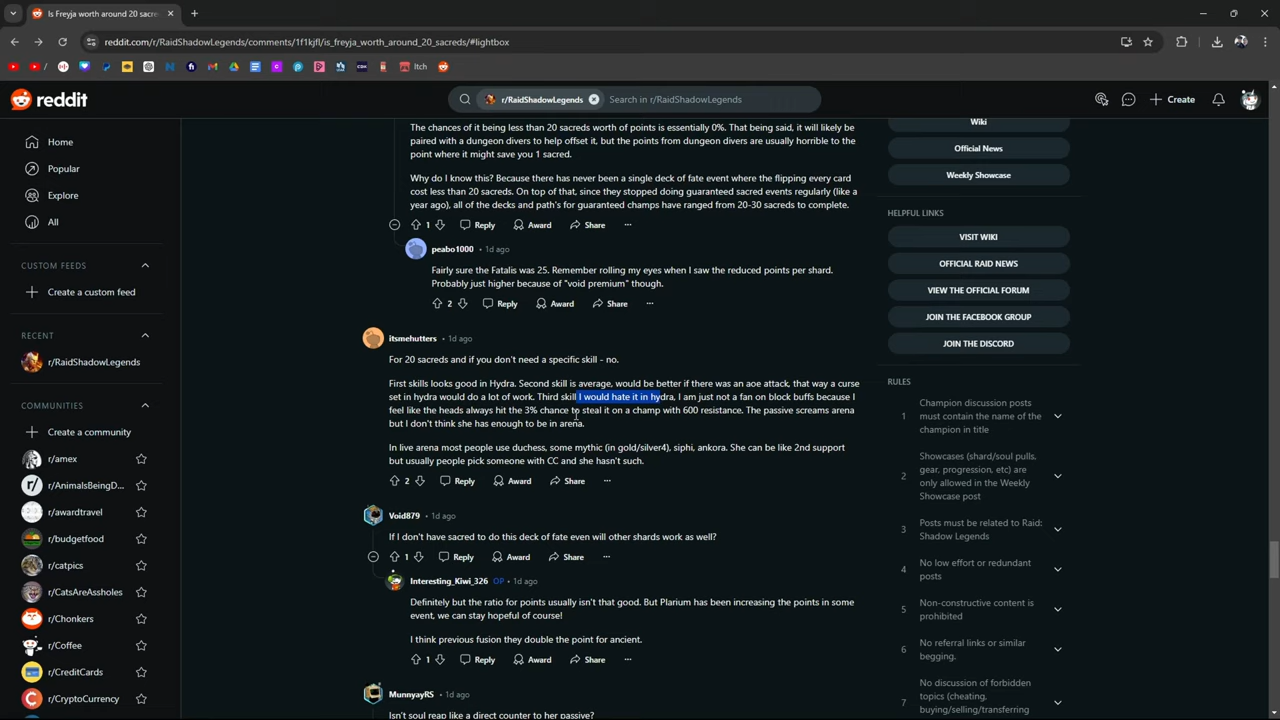 Is Freyja worth around 20 sacre
reddit.com/r/RaidShadowLegends/comments/1f1kjfl/is_freyja_worth_around_20_sacreds/#lightbox
Itch
reddit
r/RaidShadowLegends
Search in r/RaidShadowLegends
Create
Home
Popular
Explore
All
CUSTOM FEEDS
Create a custom feed
RECENT
r/RaidShadowLegends
COMMUNITIES
Create a community
r/amex
r/AnimalsBeingD...
r/awardtravel
r/budgetfood
r/catpics
r/CatsAreAssholes
r/Chonkers
r/Coffee
r/CreditCards
r/CryptoCurrency
The chances of it being less than 20 sacreds worth of points is essentially 0%. That being said, it will likely be
paired with a dungeon divers to help offset it, but the points from dungeon divers are usually horrible to the
point where it might save you 1 sacred.
Why do I know this? Because there has never been a single deck of fate event where the flipping every card
cost less than 20 sacreds. On top of that, since they stopped doing guaranteed sacred events regularly (like a
year ago), all of the decks and path's for guaranteed champs have ranged from 20-30 sacreds to complete.
1 Reply Award Share ...
peabo1000 • 1d ago
Fairly sure the Fatalis was 25. Remember rolling my eyes when I saw the reduced points per shard.
Probably just higher because of "void premium" though.
2 Reply Award Share ...
itsmehutters • 1d ago
For 20 sacreds and if you don't need a specific skill - no.
First skills looks good in Hydra. Second skill is average, would be better if there was an aoe attack, that way a curse
set in hydra would do a lot of work. Third skill I would hate it in hydra, I am just not a fan on block buffs because I
feel like the heads always hit the 3% chance to steal it on a champ with 600 resistance. The passive screams arena
but I don't think she has enough to be in arena.
In live arena most people use duchess, some mythic (in gold/silver4), siphi, ankora. She can be like 2nd support
but usually people pick someone with CC and she hasn't such.
2 Reply Award Share ...
Void879 • 1d ago
If I don't have sacred to do this deck of fate even will other shards work as well?
1 Reply Award Share ...
Interesting_Kiwi_326 OP • 1d ago
Definitely but the ratio for points usually isn't that good. But Plarium has been increasing the points in some
event, we can stay hopeful of course!
I think previous fusion they double the point for ancient.
1 Reply Award Share ...
MunnyayRS • 1d ago
Isn't soul reap like a direct counter to her passive?
Wiki
Official News
Weekly Showcase
HELPFUL LINKS
VISIT WIKI
OFFICIAL RAID NEWS
VIEW THE OFFICIAL FORUM
JOIN THE FACEBOOK GROUP
JOIN THE DISCORD
RULES
1 Champion discussion posts
must contain the name of the
champion in title
2 Showcases (shard/soul pulls,
gear, progression, etc) are
only allowed in the Weekly
Showcase post
3 Posts must be related to Raid:
Shadow Legends
4 No low effort or redundant
posts
5 Non-constructive content is
prohibited
6 No referral links or similar
begging.
7 No discussion of forbidden
topics (cheating,
buying/selling/transferring